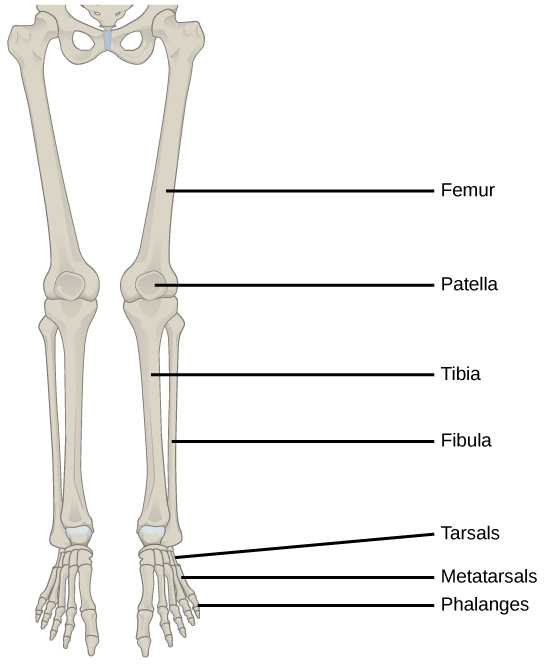 Femur
Patella
Tibia
Fibula
Tarsals
Metatarsals
Phalanges